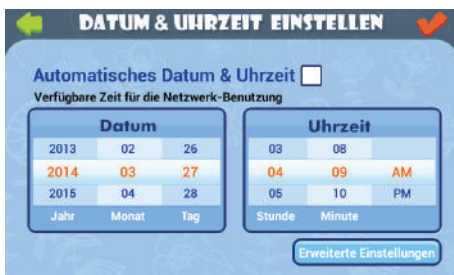 DATUM & UHRZEIT EINSTELLEN
Automatisches Datum & Uhrzeit
Verfügbare Zeit für die Netzwerk-Benutzung
Datum
2013 02 26
2014 03 27
2015 04 28
Jahr Monat Tag
Uhrzeit
03 08
04 09 AM
05 10 PM
Stunde Minute
Erweiterte Einstellungen